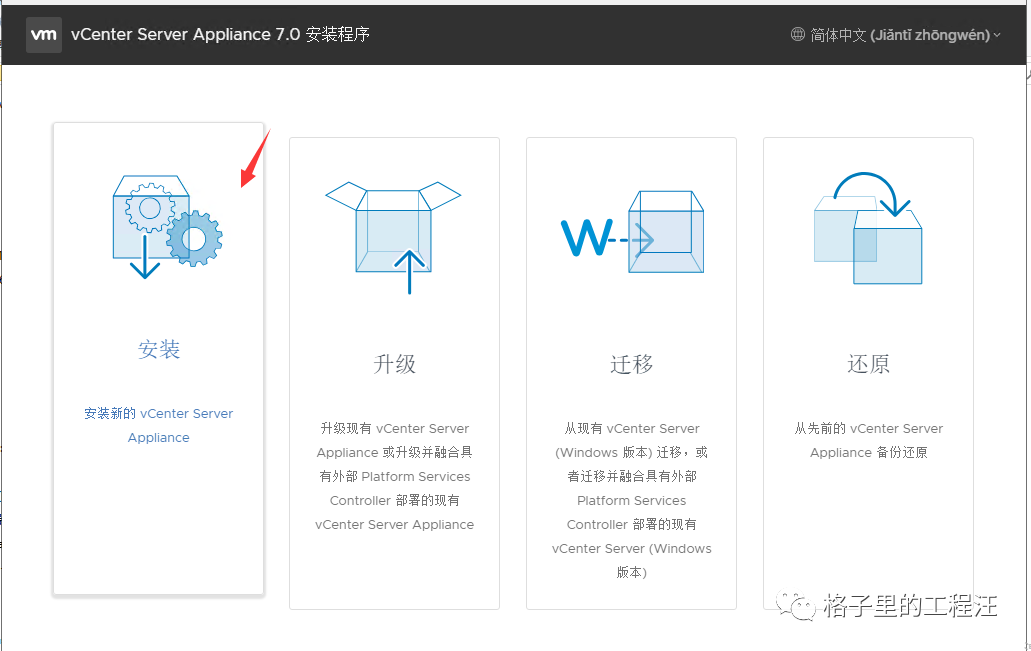 vm vCenter Server Appliance 7.0 安装程序
简体中文 (Jiǎntǐ zhōngwén)
安装
安装新的 vCenter Server
Appliance
升级
升级现有 vCenter Server
Appliance 或升级并融合具
有外部 Platform Services
Controller 部署的现有
vCenter Server Appliance
迁移
从现有 vCenter Server
(Windows 版本) 迁移，或
者迁移并融合具有外部
Platform Services
Controller 部署的现有
vCenter Server (Windows
版本)
还原
从先前的 vCenter Server
Appliance 备份还原
格子里的工程汪